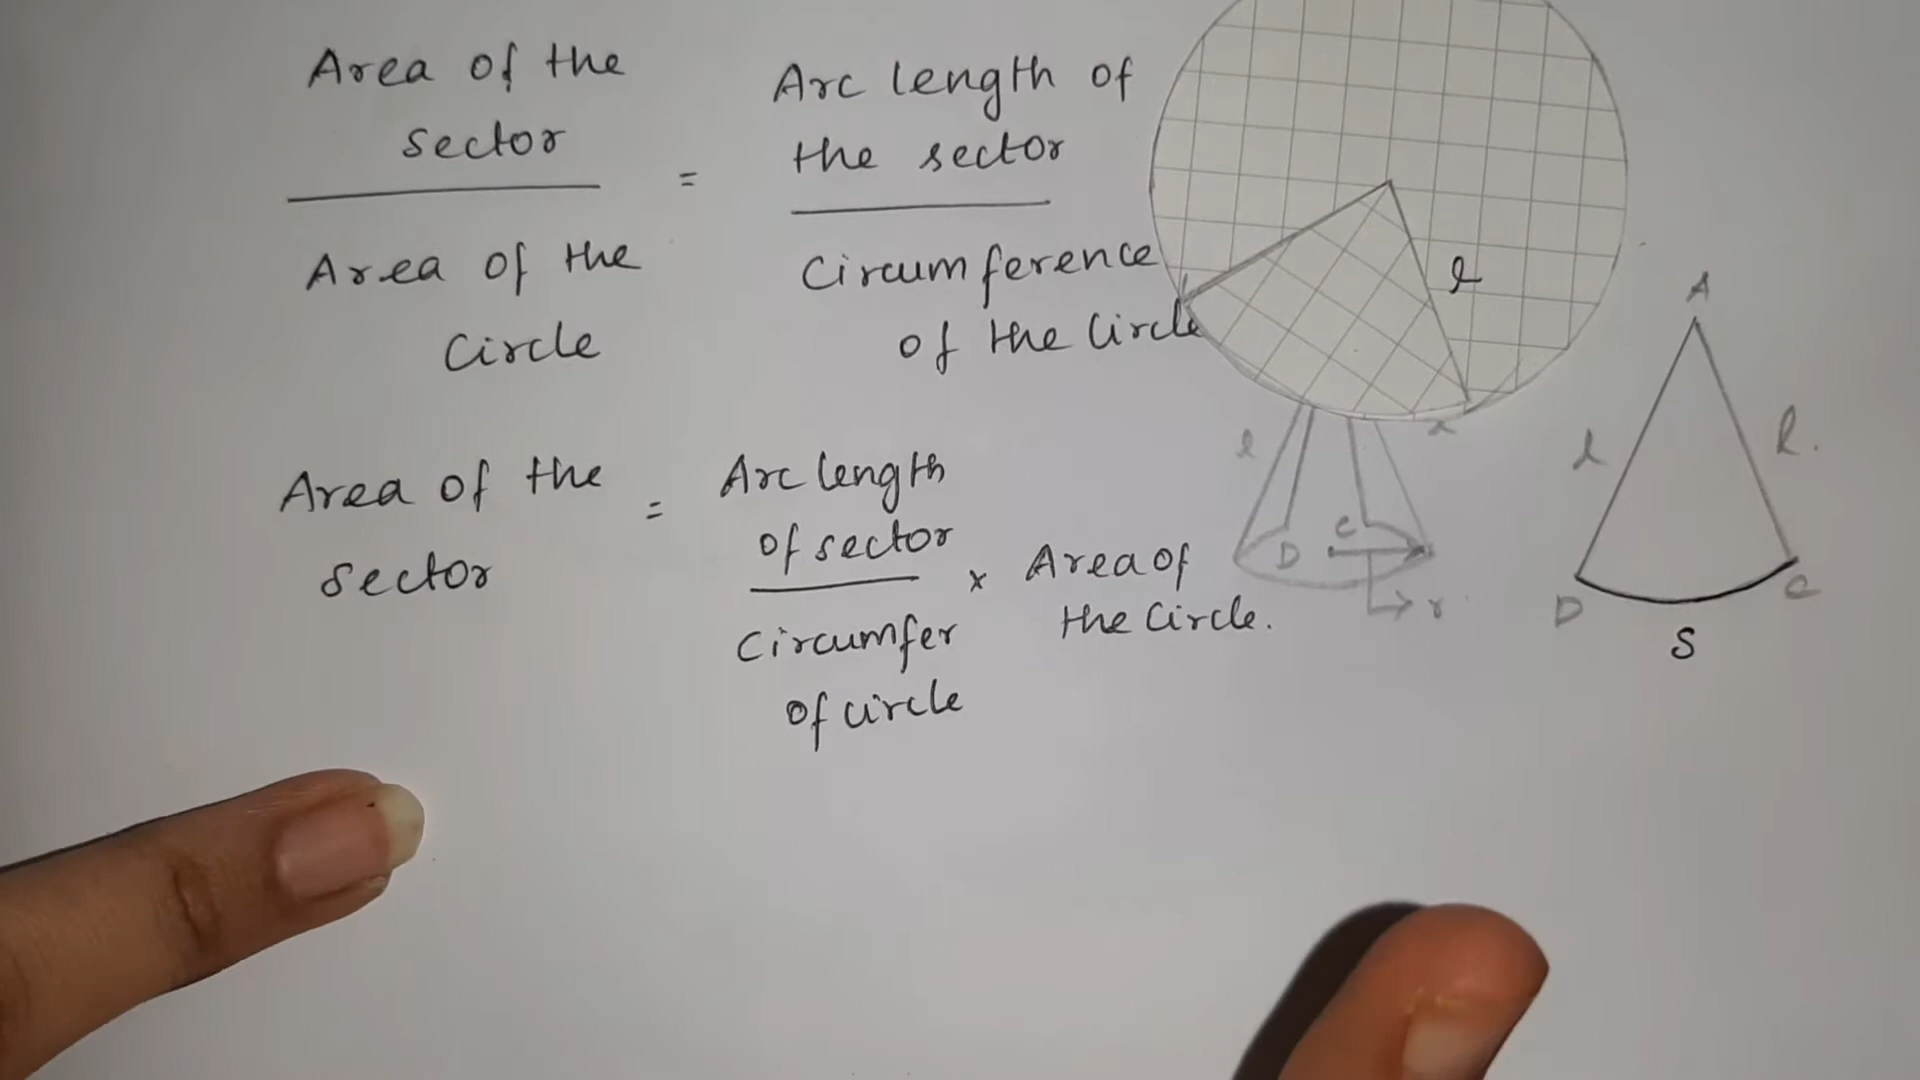 Area of the
sector
=
Arc length of
the sector
Area of the
Circle
Circumference
of the Circle
l
A
l
l.
D
C
S
l
D
C
r
Area of the
sector
=
Arc length
of sector
Circumfer
of circle
x
Area of
the Circle.